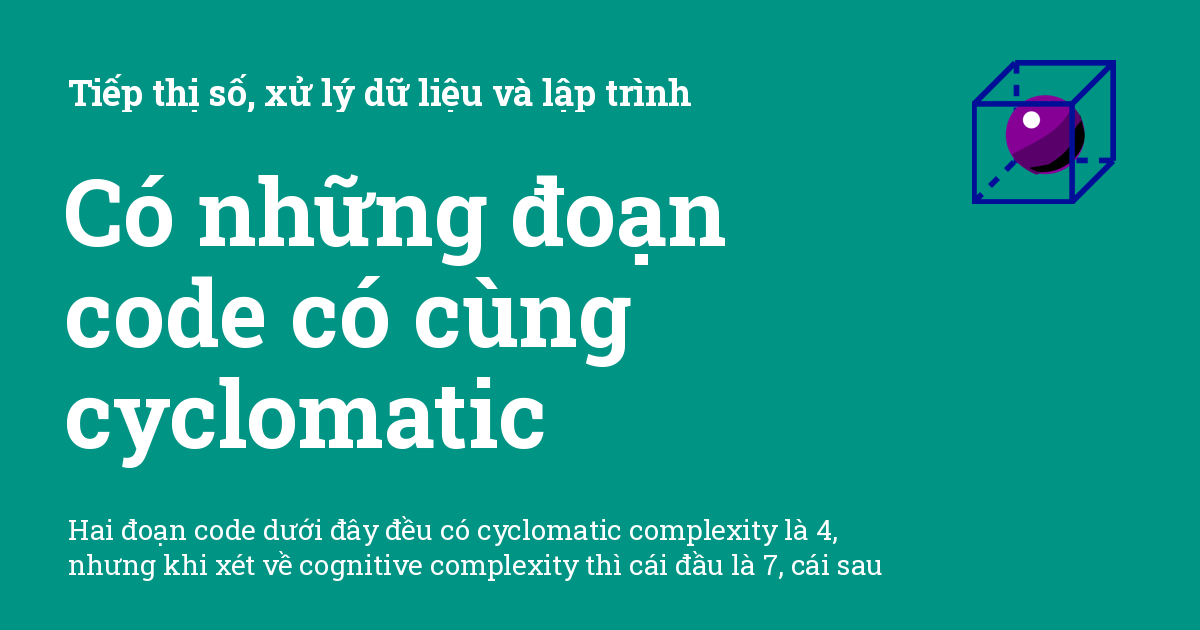 Tiếp thị số, xử lý dữ liệu và lập trình
Có những đoạn
code có cùng
cyclomatic
Hai đoạn code dưới đây đều có cyclomatic complexity là 4,
nhưng khi xét về cognitive complexity thì cái đầu là 7, cái sau